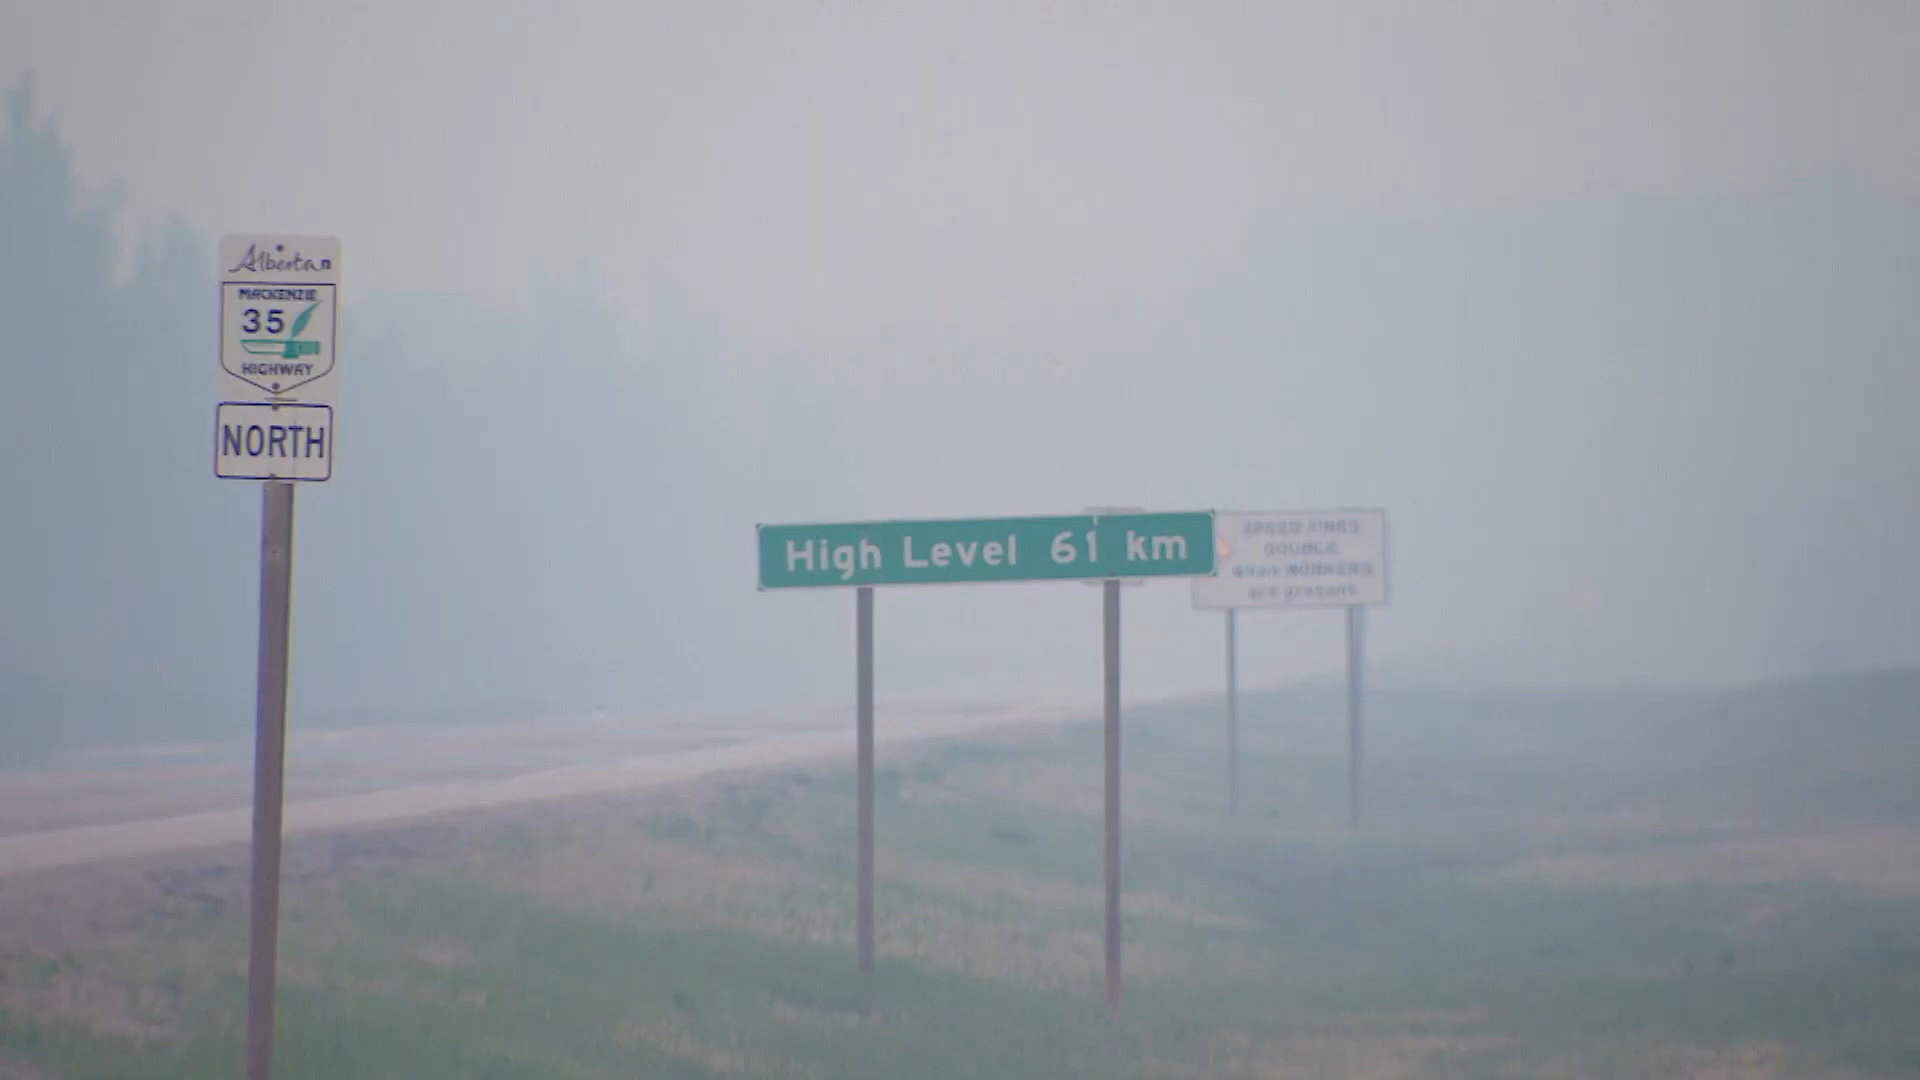 Alberta
MACKENZIE
35
HIGHWAY
NORTH
High Level 61 km
SPEED FINES
DOUBLE
when WORKERS
are present